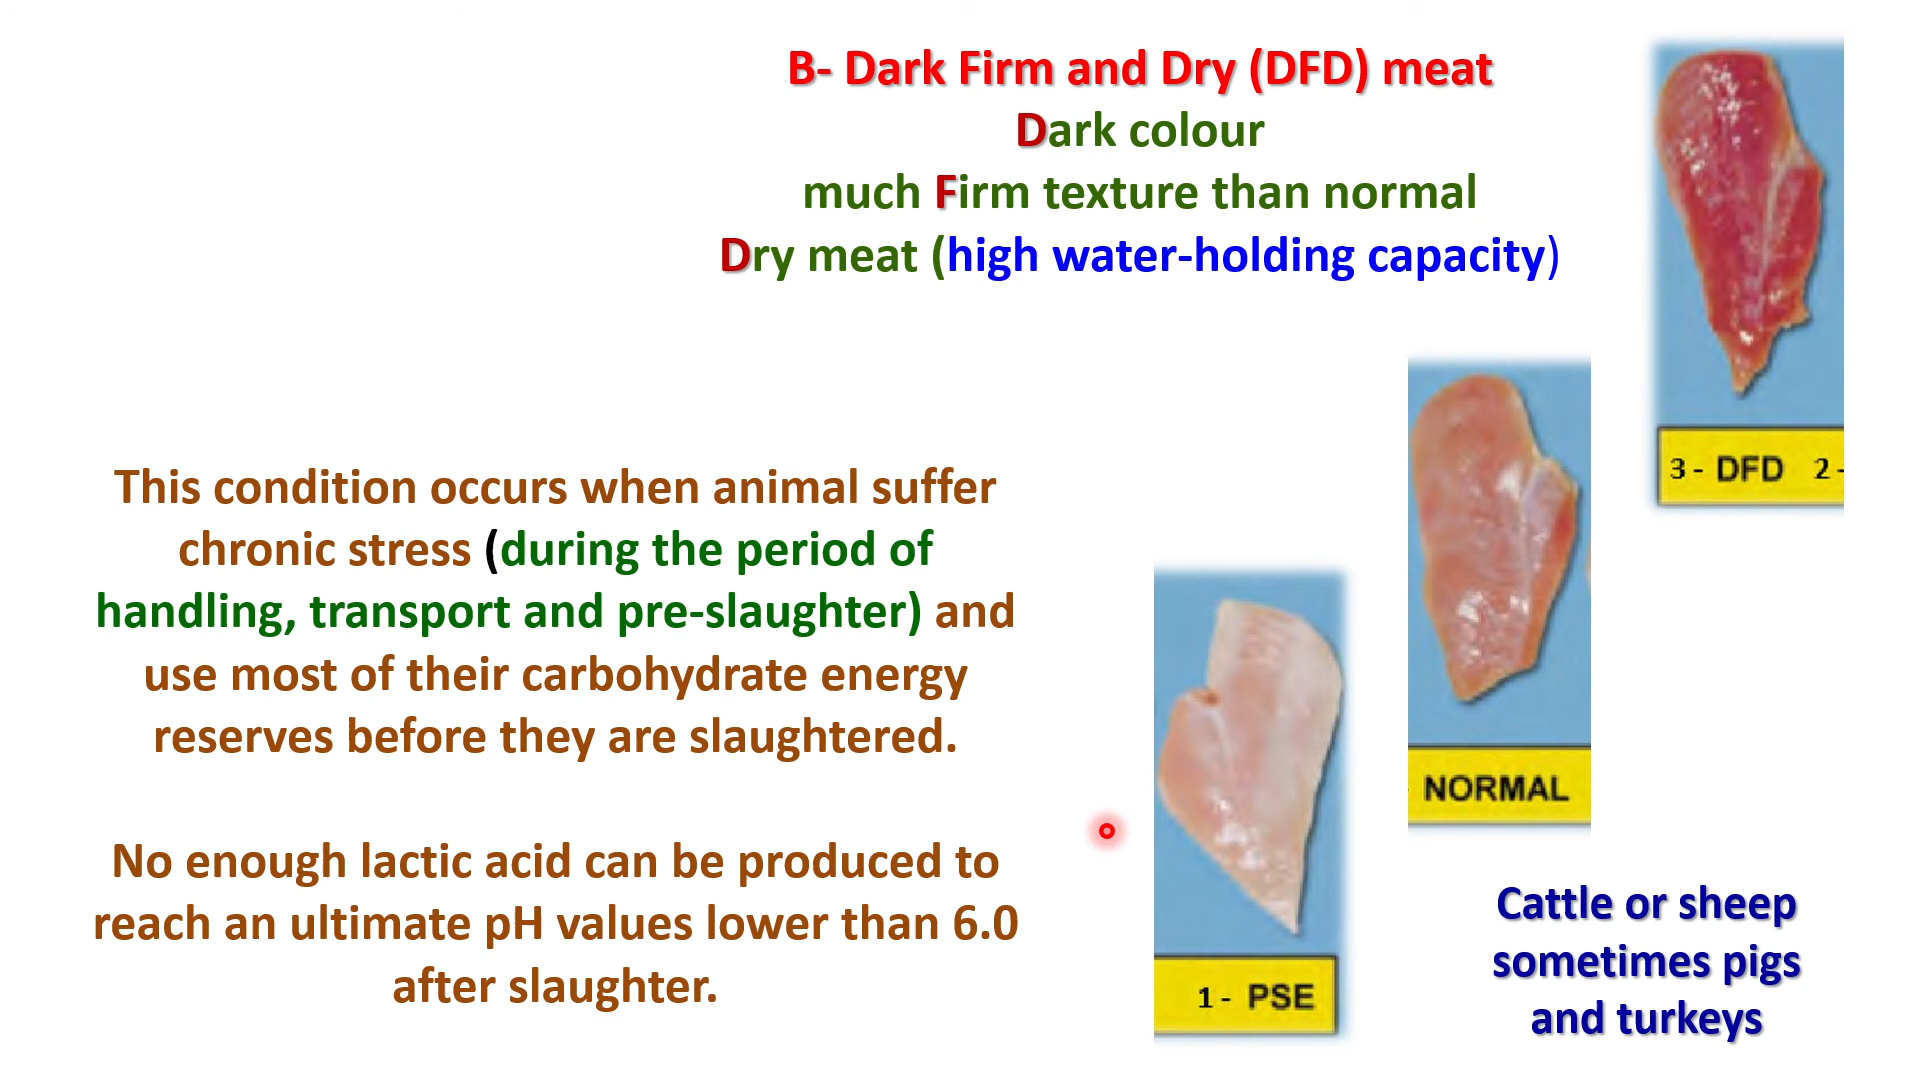 B- Dark Firm and Dry (DFD) meat
Dark colour
much Firm texture than normal
Dry meat (high water-holding capacity)
3 - DFD 2 -
This condition occurs when animal suffer
chronic stress (during the period of
handling, transport and pre-slaughter) and
use most of their carbohydrate energy
reserves before they are slaughtered.
No enough lactic acid can be produced to
reach an ultimate pH values lower than 6.0
after slaughter.
NORMAL
1 - PSE
Cattle or sheep
sometimes pigs
and turkeys